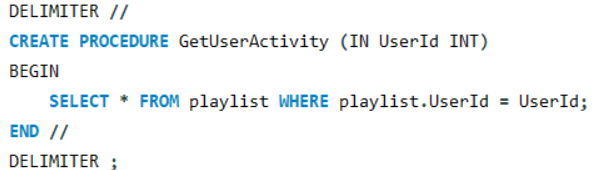 DELIMITER //
CREATE PROCEDURE GetUserActivity (IN UserId INT)
BEGIN
    SELECT * FROM playlist WHERE playlist.UserId = UserId;
END //
DELIMITER ;